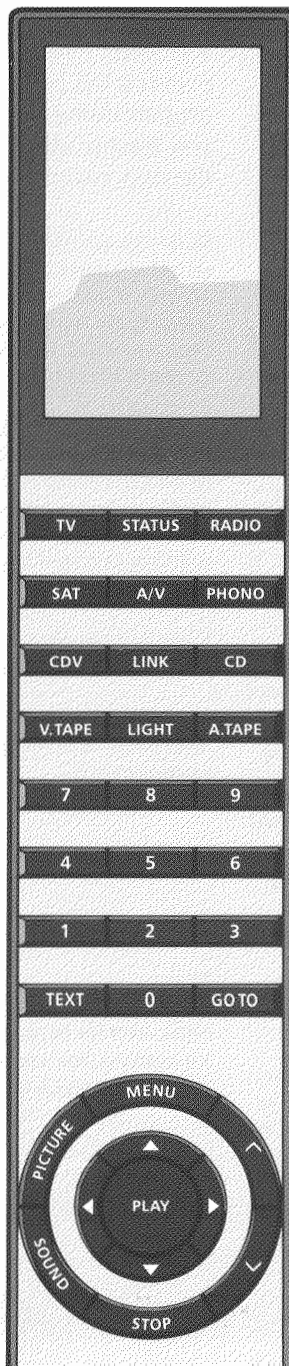 TV STATUS RADIO
SAT A/V PHONO
CDV LINK CD
V.TAPE LIGHT A.TAPE
7 8 9
4 5 6
1 2 3
TEXT 0 GO TO
MENU
PICTURE
PLAY
SOUND
STOP